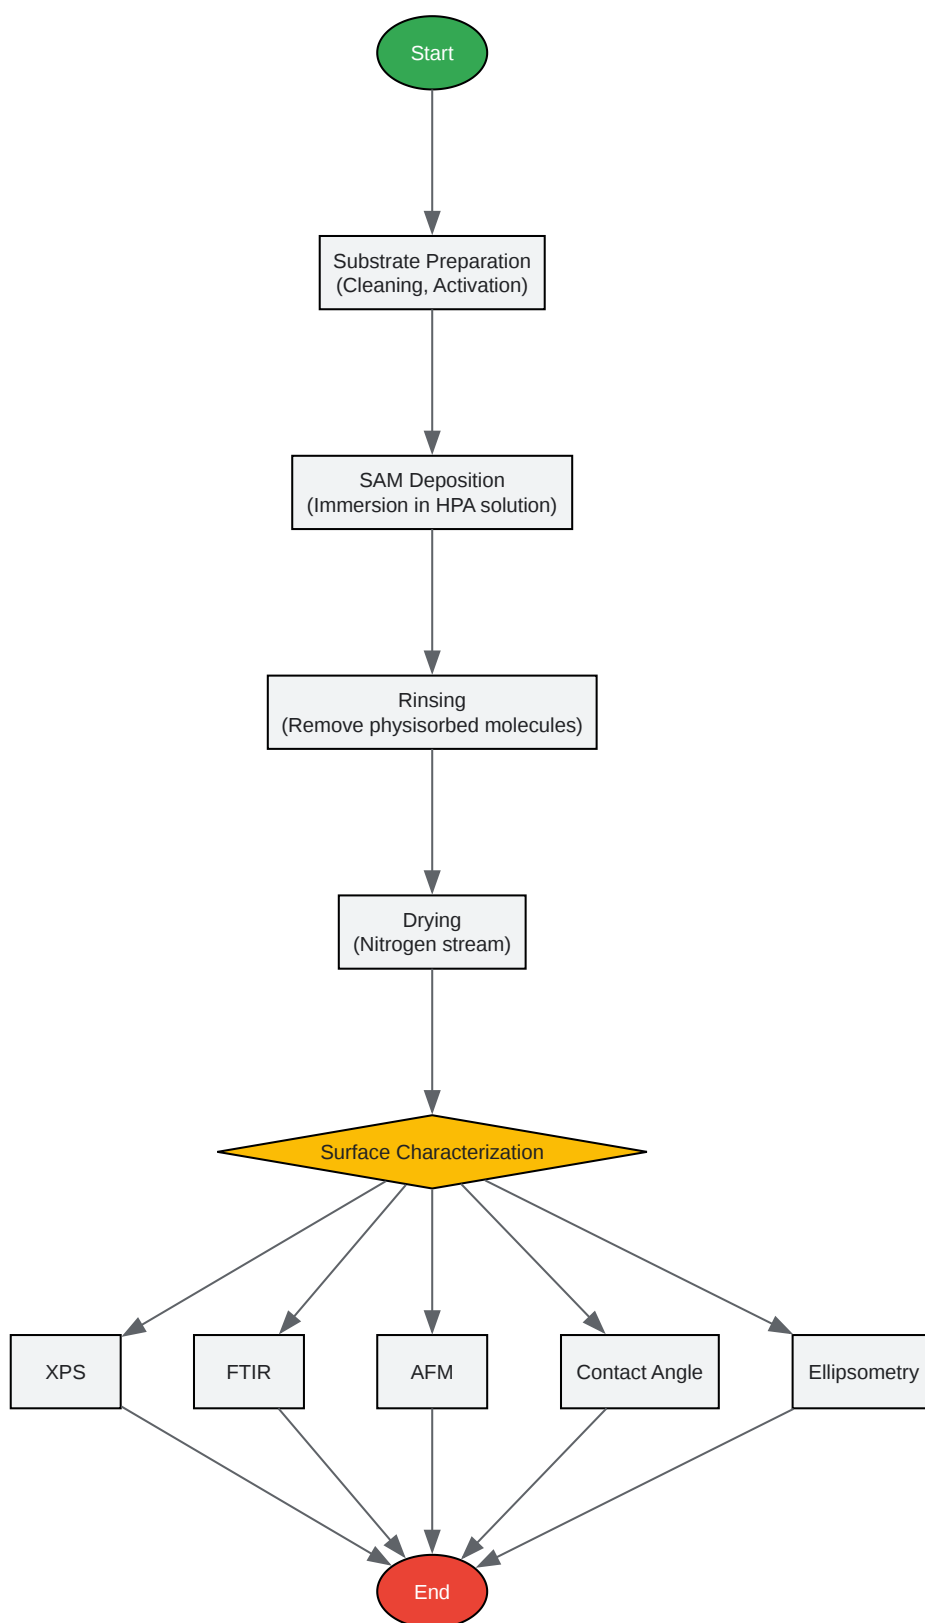 Start
Substrate Preparation
(Cleaning, Activation)
SAM Deposition
(Immersion in HPA solution)
Rinsing
(Remove physisorbed molecules)
Drying
(Nitrogen stream)
Surface Characterization
XPS
FTIR
AFM
Contact Angle
Ellipsometry
End